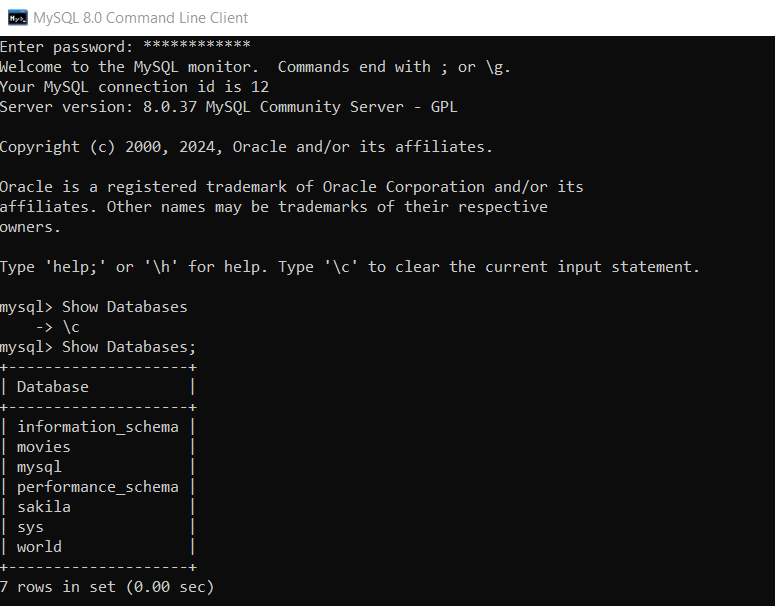 MySQL 8.0 Command Line Client
Enter password: ************
Welcome to the MySQL monitor.  Commands end with ; or \g.
Your MySQL connection id is 12
Server version: 8.0.37 MySQL Community Server - GPL

Copyright (c) 2000, 2024, Oracle and/or its affiliates.

Oracle is a registered trademark of Oracle Corporation and/or its
affiliates. Other names may be trademarks of their respective
owners.

Type 'help;' or '\h' for help. Type '\c' to clear the current input statement.

mysql> Show Databases
    -> \c
mysql> Show Databases;
+--------------------+
| Database           |
+--------------------+
| information_schema |
| movies             |
| mysql              |
| performance_schema |
| sakila             |
| sys                |
| world              |
+--------------------+
7 rows in set (0.00 sec)